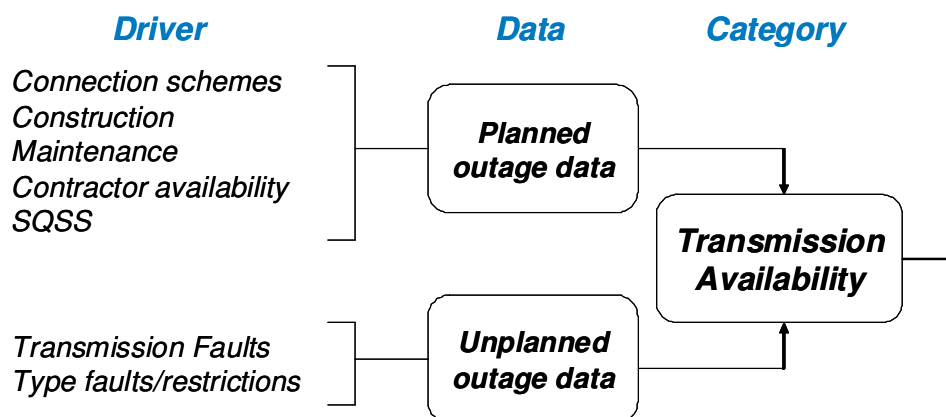 Driver Data Category
Connection schemes
Construction
Maintenance
Contractor availability
SQSS
Planned
outage data
Transmission
Availability
Transmission Faults
Type faults/restrictions
Unplanned
outage data